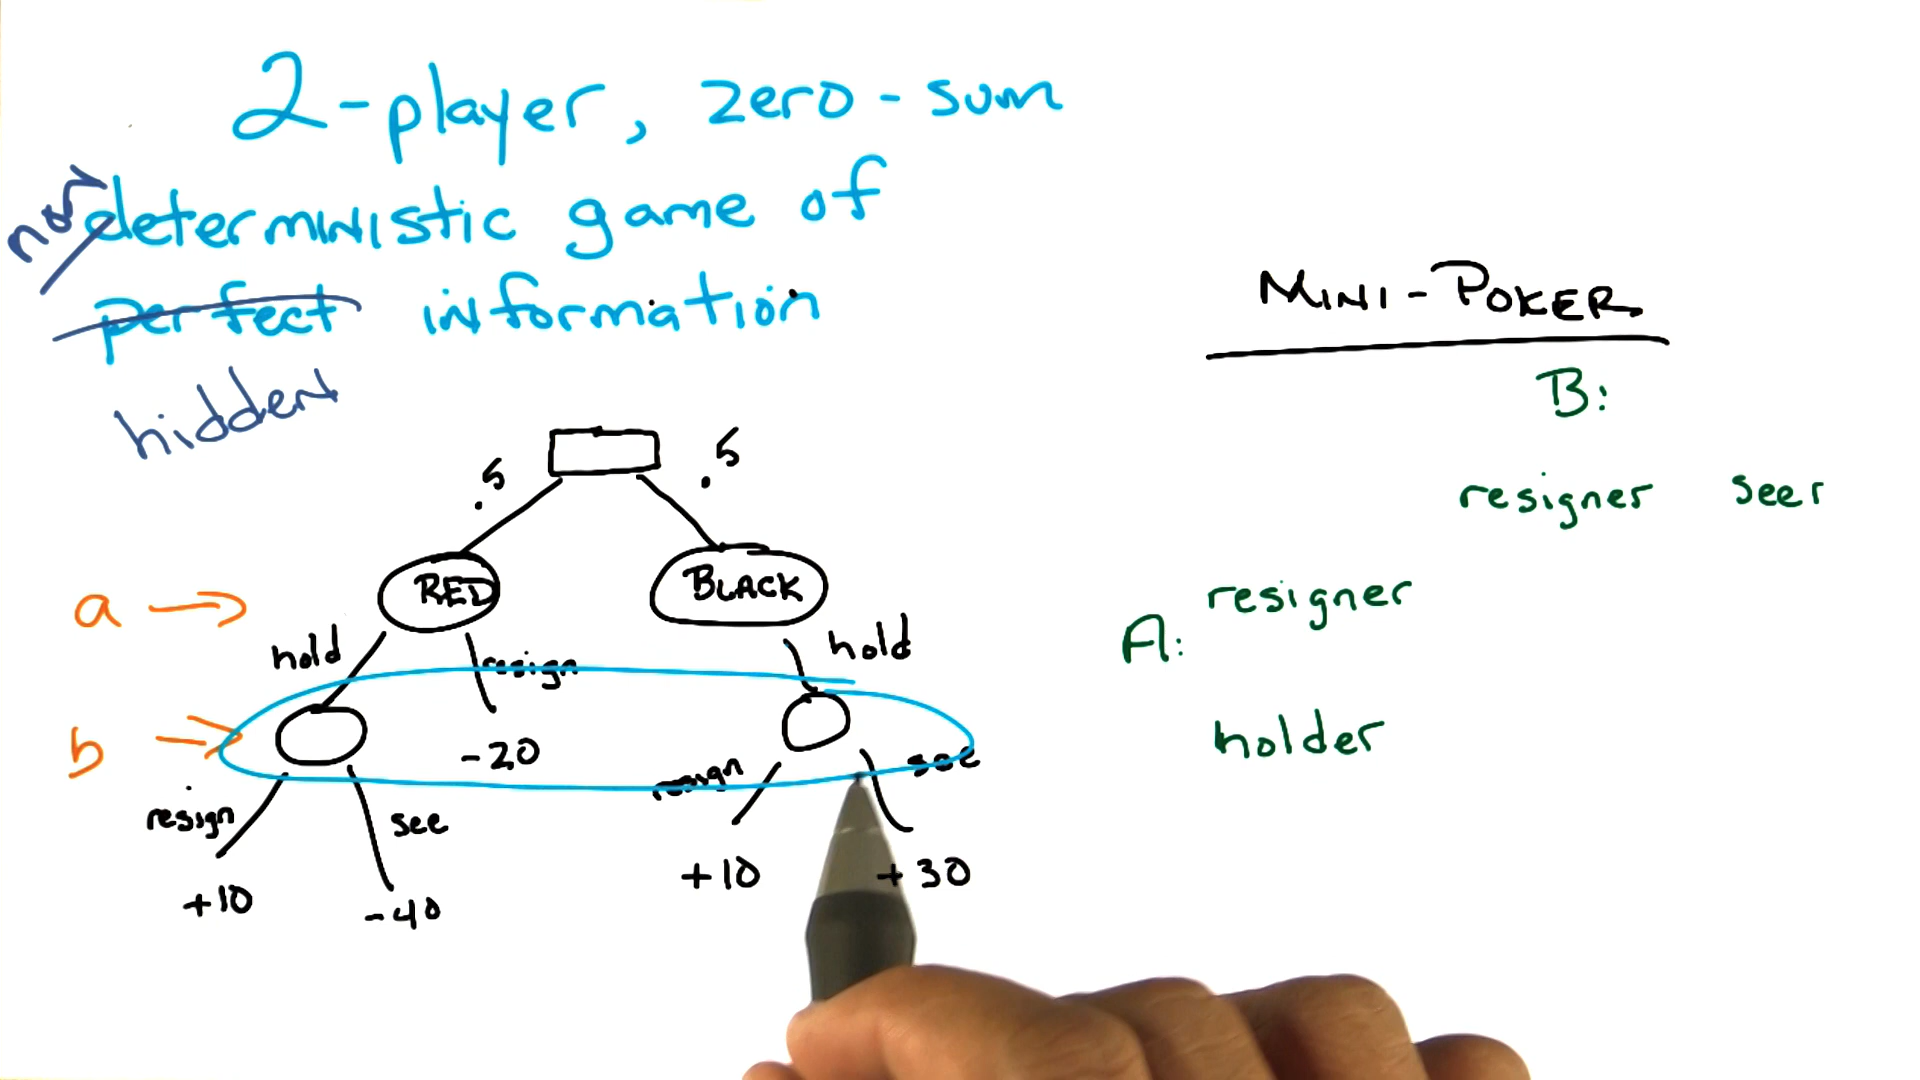 2-player, zero-sum
non
deterministic game of
perfect information
hidden
MINI-POKER
B:
resigner seer
A:
resigner
holder
.5 .5
RED BLACK
a
hold resign hold
b
-20
resign see
resign see
+10 -40
+10 +30